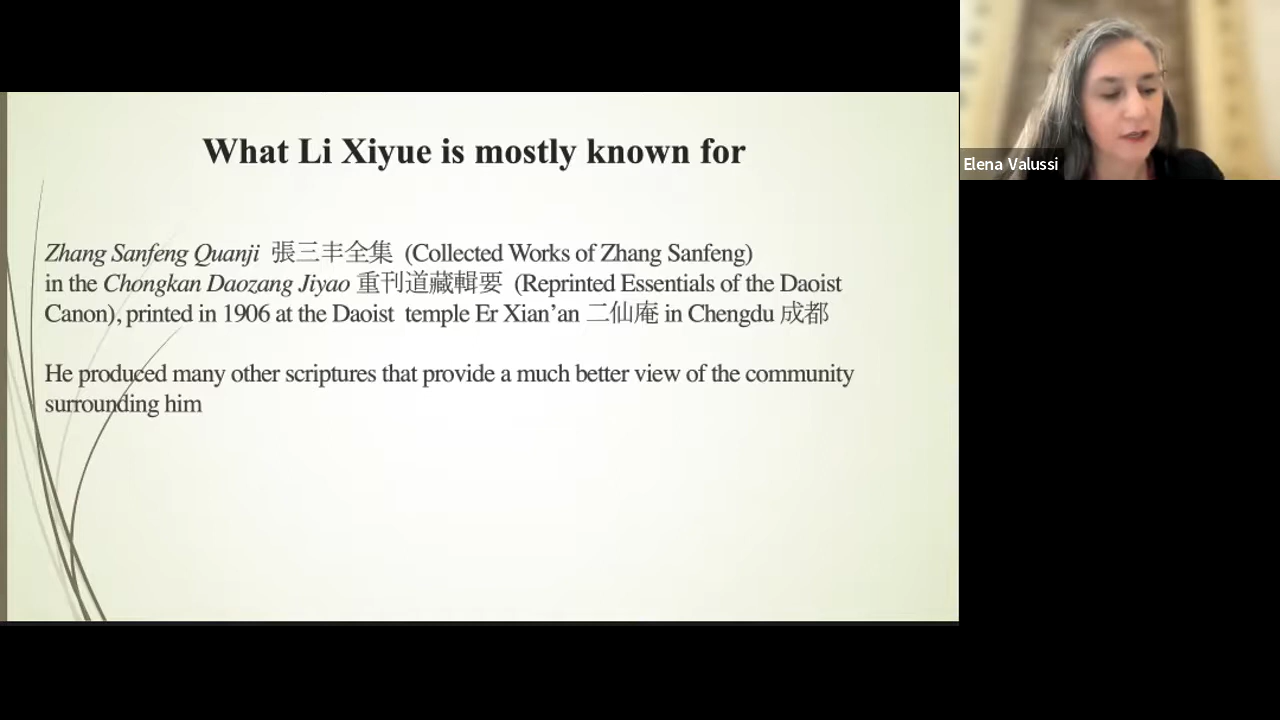 What Li Xiyue is mostly known for
Zhang Sanfeng Quanji 張三丰全集 (Collected Works of Zhang Sanfeng)
in the Chongkan Daozang Jiyao 重刊道藏輯要 (Reprinted Essentials of the Daoist
Canon), printed in 1906 at the Daoist temple Er Xian’an 二仙庵 in Chengdu 成都
He produced many other scriptures that provide a much better view of the community
surrounding him
Elena Valussi